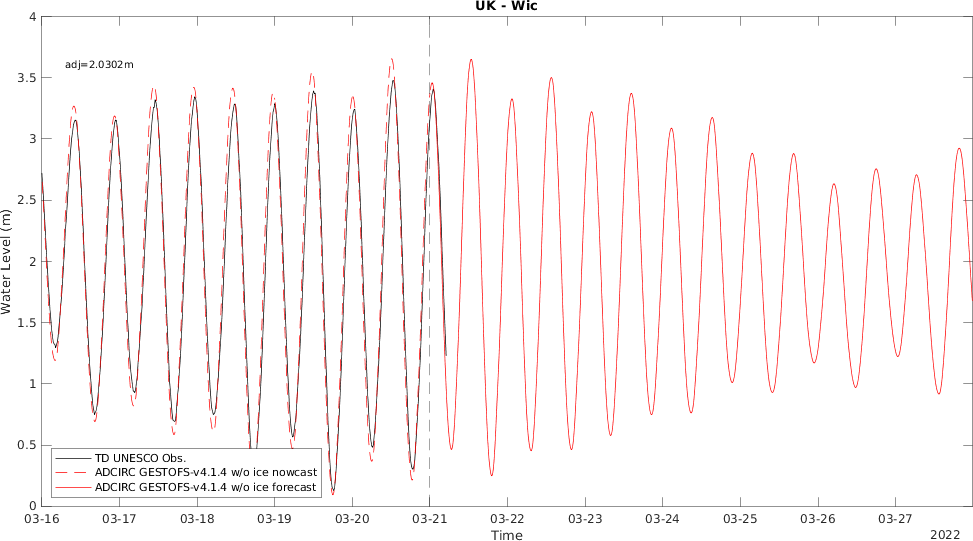 UK - Wic
4
3.5
3
2.5
2
1.5
1
0.5
0
Water Level (m)
adj=2.0302m
TD UNESCO Obs.
ADCIRC GESTOFS-v4.1.4 w/o ice nowcast
ADCIRC GESTOFS-v4.1.4 w/o ice forecast
03-16 03-17 03-18 03-19 03-20 03-21 03-22 03-23 03-24 03-25 03-26 03-27
Time
2022